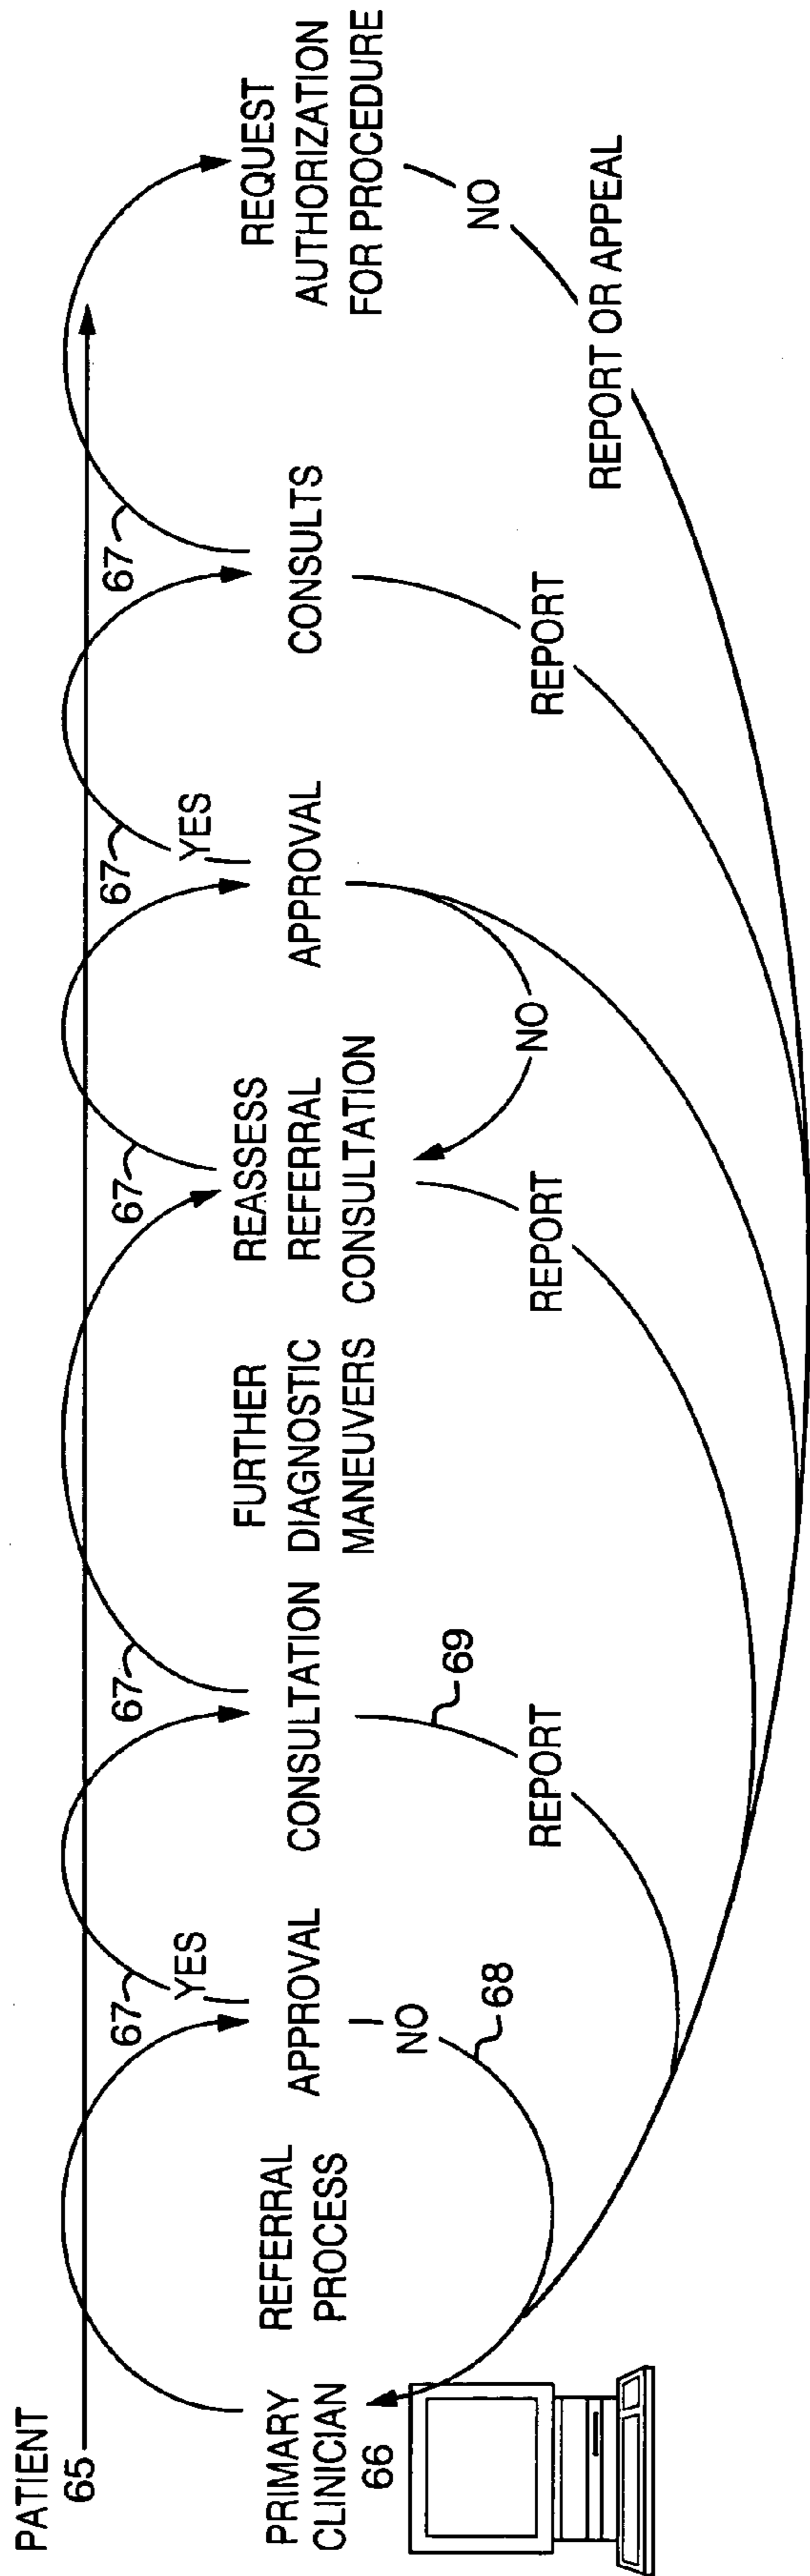 PATIENT
65
67
67
67
67
67
67
YES
YES
PRIMARY
CLINICIAN
66
REFERRAL
PROCESS
APPROVAL
NO
68
CONSULTATION
69
REPORT
FURTHER
DIAGNOSTIC
MANEUVERS
REASSESS
REFERRAL
CONSULTATION
REPORT
APPROVAL
NO
CONSULTS
REPORT
REQUEST
AUTHORIZATION
FOR PROCEDURE
NO
REPORT OR APPEAL